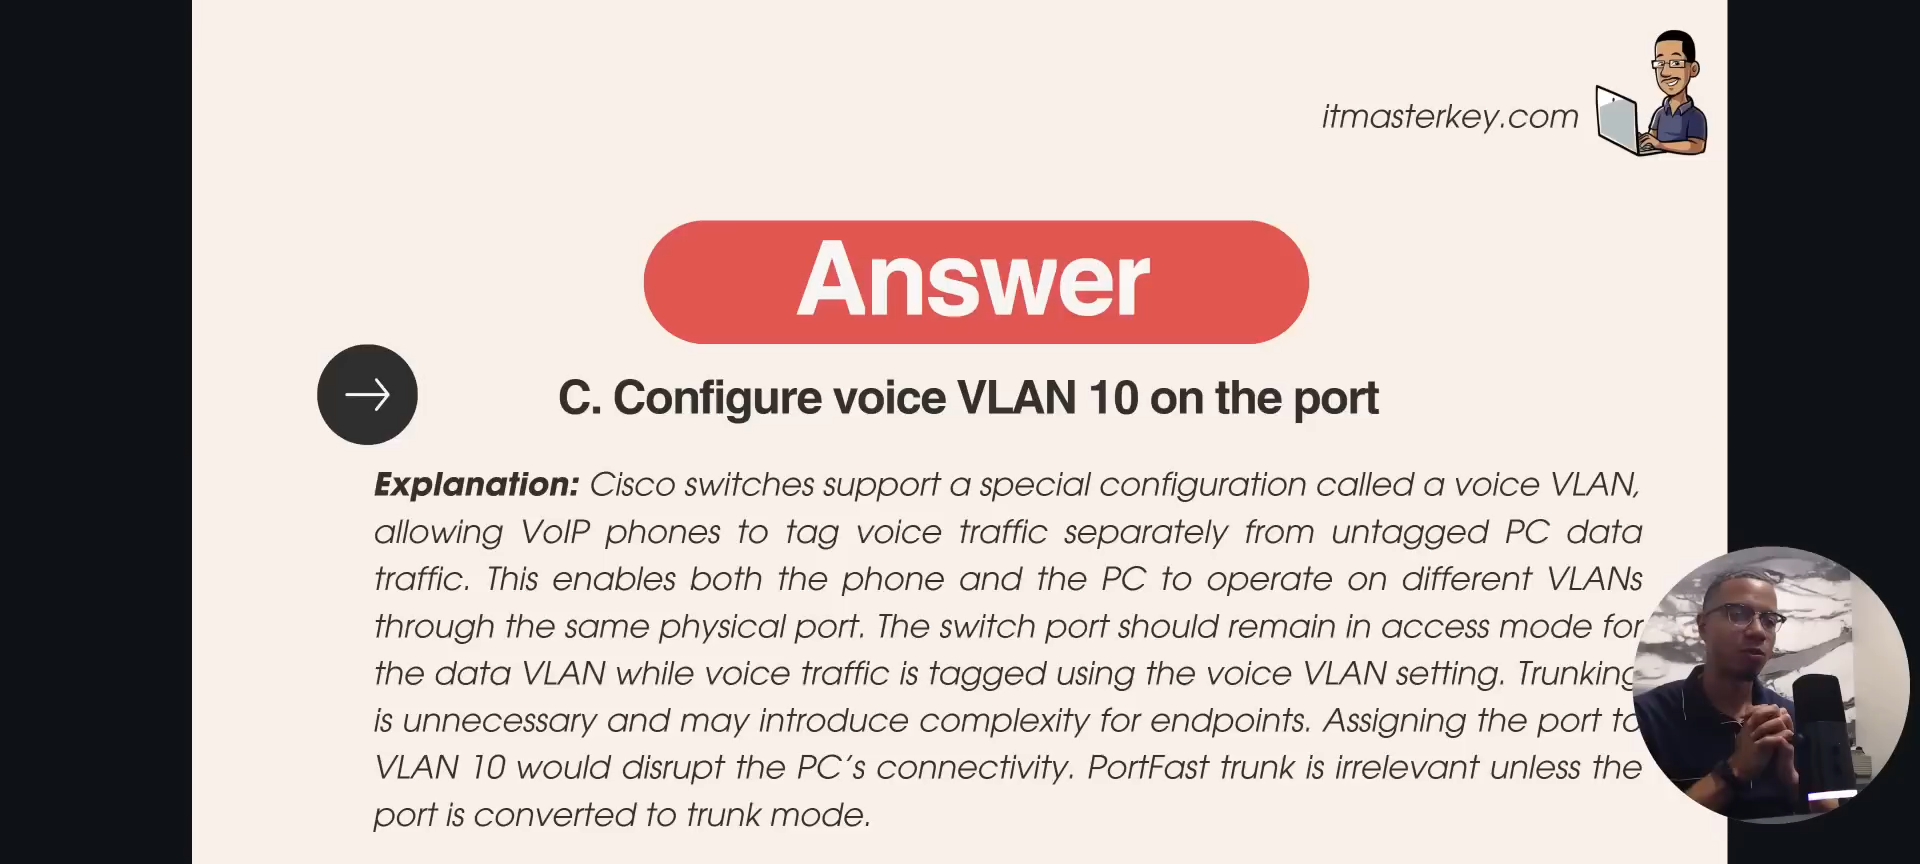 itmasterkey.com
Answer
C. Configure voice VLAN 10 on the port
Explanation: Cisco switches support a special configuration called a voice VLAN,
allowing VoIP phones to tag voice traffic separately from untagged PC data
traffic. This enables both the phone and the PC to operate on different VLANs
through the same physical port. The switch port should remain in access mode for
the data VLAN while voice traffic is tagged using the voice VLAN setting. Trunking
is unnecessary and may introduce complexity for endpoints. Assigning the port to
VLAN 10 would disrupt the PC's connectivity. PortFast trunk is irrelevant unless the
port is converted to trunk mode.